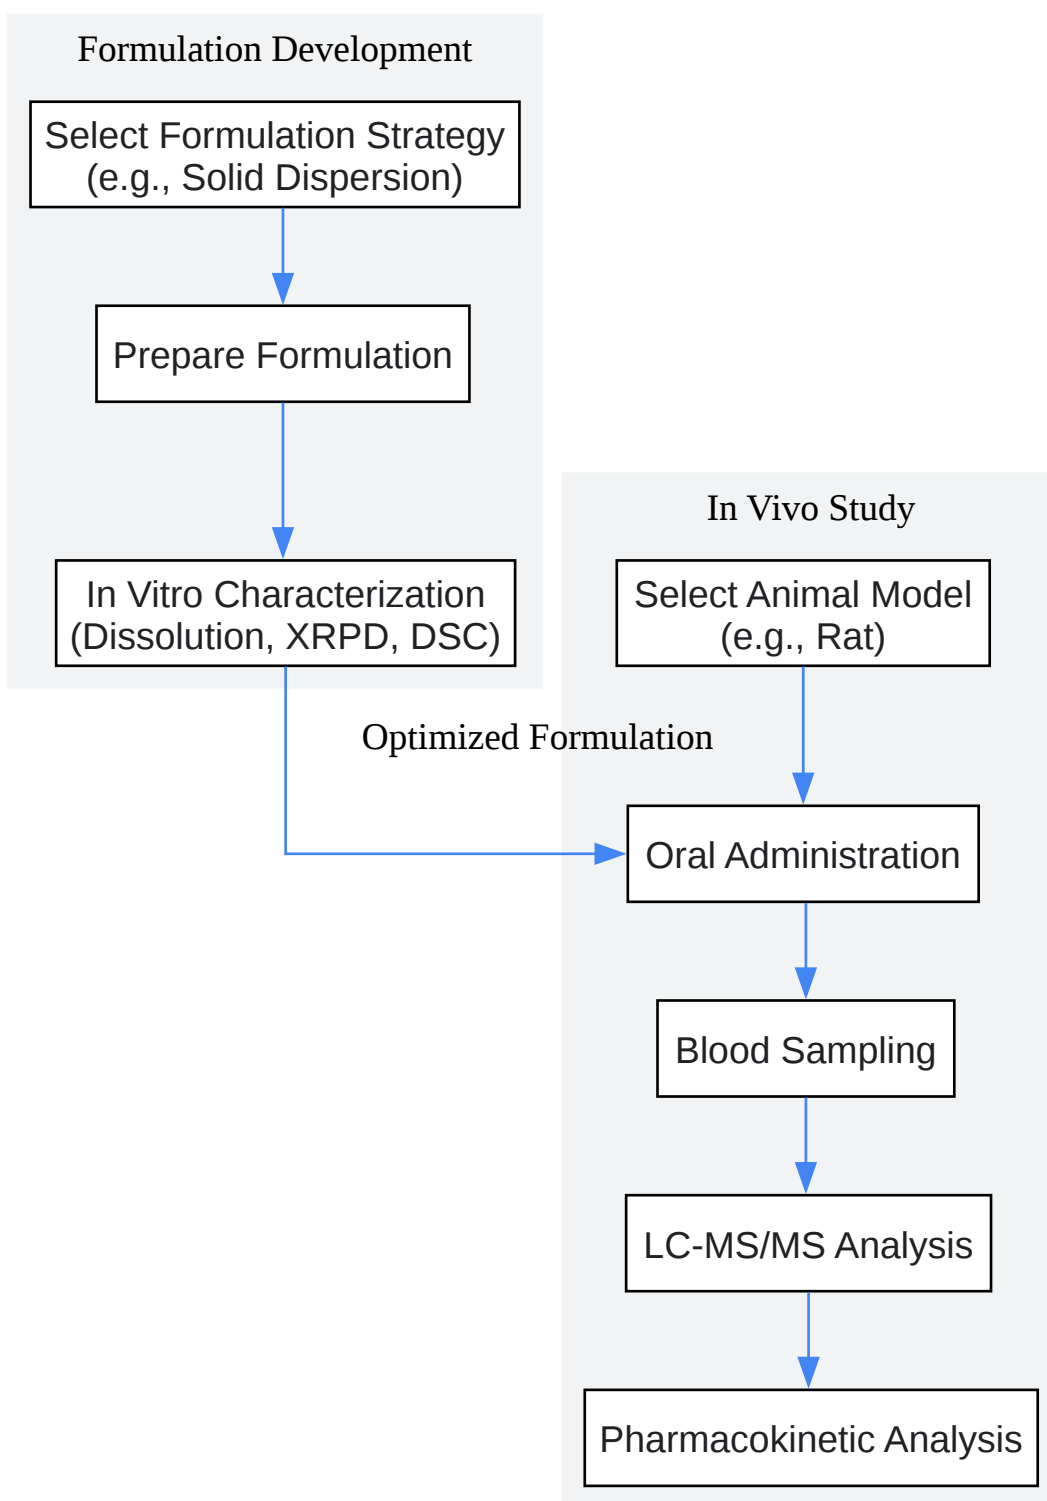 Formulation Development
Select Formulation Strategy
(e.g., Solid Dispersion)
Prepare Formulation
In Vitro Characterization
(Dissolution, XRPD, DSC)
Optimized Formulation
In Vivo Study
Select Animal Model
(e.g., Rat)
Oral Administration
Blood Sampling
LC-MS/MS Analysis
Pharmacokinetic Analysis